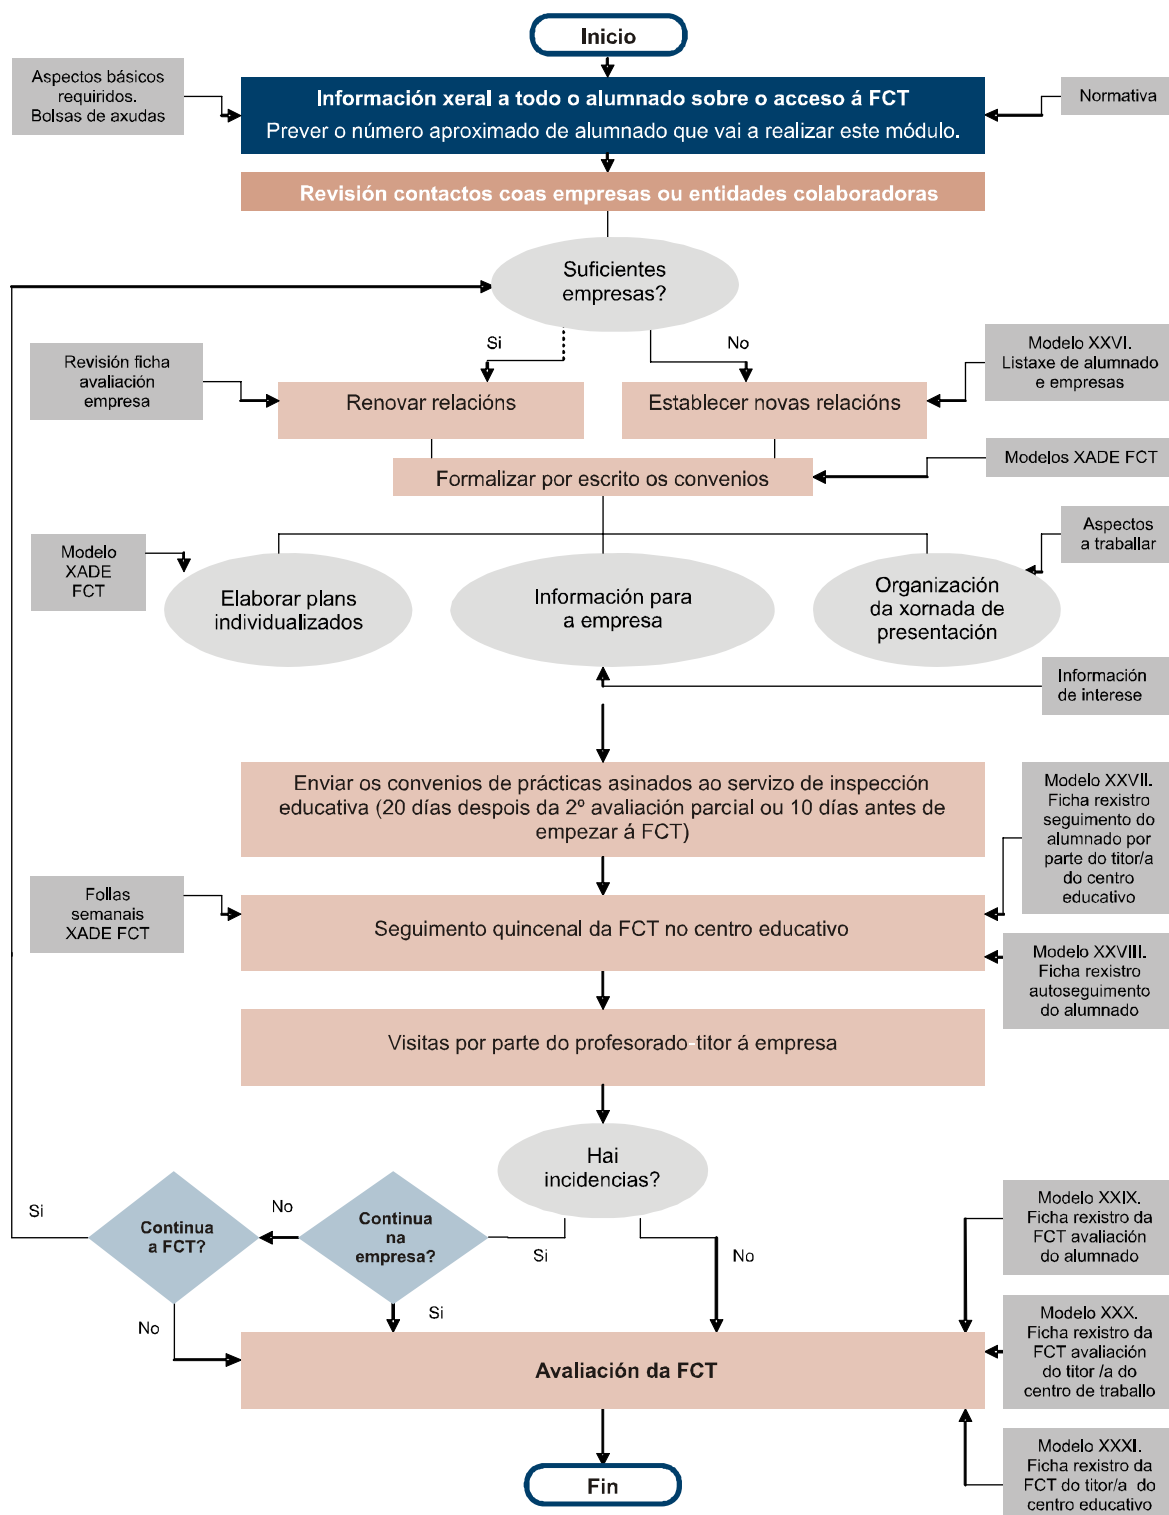 Inicio
Aspectos básicos
requiridos.
Bolsas de axudas
Información xeral a todo o alumnado sobre o acceso á FCT
Prever o número aproximado de alumnado que vai a realizar este módulo.
Normativa
Revisión contactos coas empresas ou entidades colaboradoras
Suficientes
empresas?
Si
No
Revisión ficha
avaliación
empresa
Renovar relacións
Establecer novas relacións
Modelo XXVI.
Listaxe de alumnado
e empresas
Formalizar por escrito os convenios
Modelos XADE FCT
Modelo
XADE
FCT
Elaborar plans
individualizados
Información para
a empresa
Organización
da xornada de
presentación
Aspectos
a traballar
Información
de interese
Enviar os convenios de prácticas asinados ao servizo de inspección
educativa (20 días despois da 2º avaliación parcial ou 10 días antes de
empezar á FCT)
Modelo XXVII.
Ficha rexistro
seguimento do
alumnado por
parte do titor/a
do centro
educativo
Follas
semanais
XADE FCT
Seguimento quincenal da FCT no centro educativo
Modelo XXVIII.
Ficha rexistro
autoseguimento
do alumnado
Visitas por parte do profesorado-titor á empresa
Hai
incidencias?
Si
Continua
a FCT?
No
Continua
na
empresa?
Si
No
Modelo XXIX.
Ficha rexistro da
FCT avaliación
do alumnado
No
Si
Avaliación da FCT
Modelo XXX.
Ficha rexistro da
FCT avaliación
do titor /a do
centro de traballo
Modelo XXXI.
Ficha rexistro da
FCT do titor/a do
centro educativo
Fin